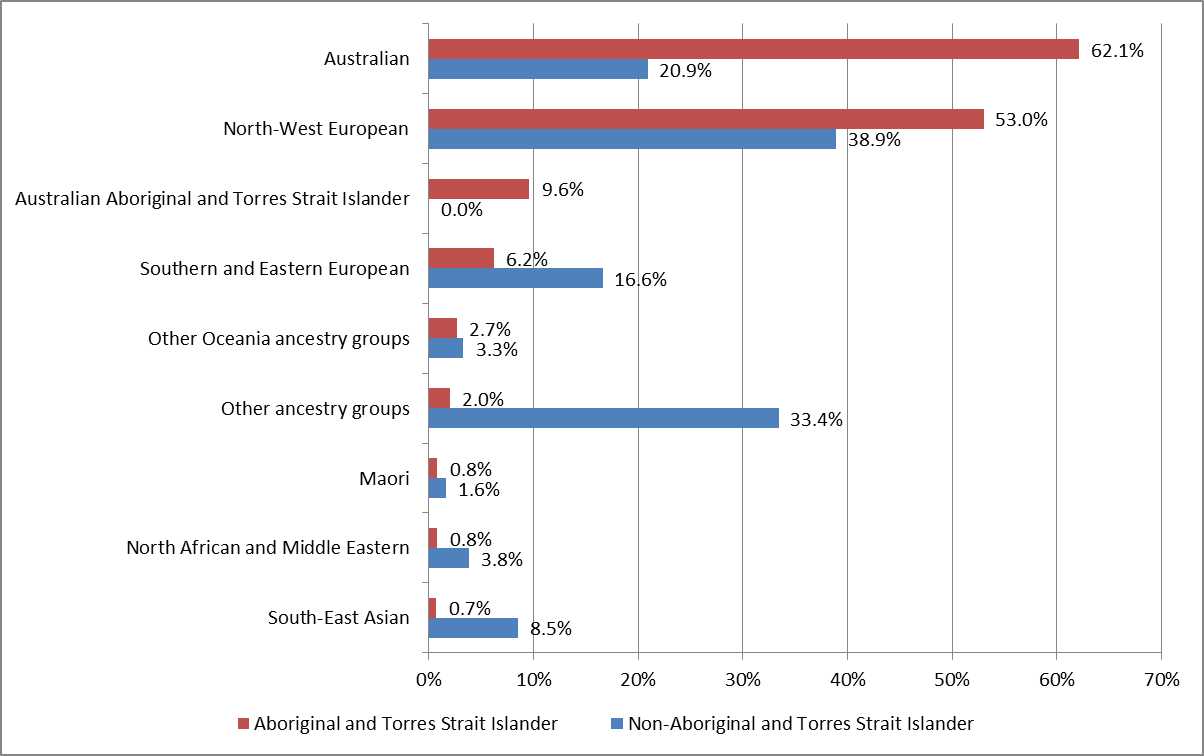 Australian
62.1%
20.9%
North-West European
53.0%
38.9%
Australian Aboriginal and Torres Strait Islander
9.6%
0.0%
Southern and Eastern European
6.2%
16.6%
Other Oceania ancestry groups
2.7%
3.3%
Other ancestry groups
2.0%
33.4%
Maori
0.8%
1.6%
North African and Middle Eastern
0.8%
3.8%
South-East Asian
0.7%
8.5%
0% 10% 20% 30% 40% 50% 60% 70%
Aboriginal and Torres Strait Islander Non-Aboriginal and Torres Strait Islander